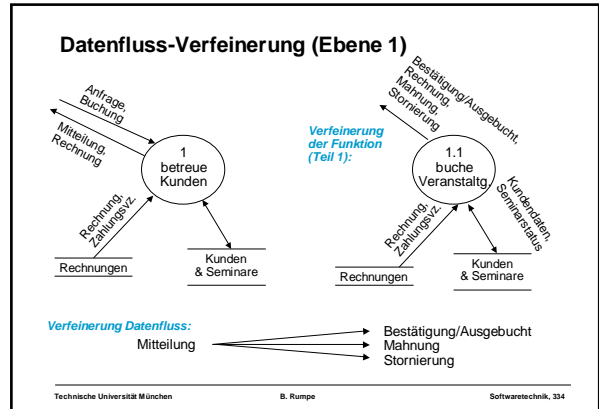 Datenfluss-Verfeinerung (Ebene 1)
Anfrage,
Buchung
Mitteilung,
Rechnung
1
betreue
Kunden
Rechnung,
Zahlungsvz.
Rechnungen
Kunden
& Seminare
Verfeinerung
der Funktion
(Teil 1):
Bestätigung/Ausgebucht,
Rechnung,
Mahnung,
Stornierung
1.1
buche
Veranstaltg.
Kundendaten,
Seminarstatus
Rechnung,
Zahlungsvz.
Rechnungen
Kunden
& Seminare
Verfeinerung Datenfluss:
Mitteilung
Bestätigung/Ausgebucht
Mahnung
Stornierung
Technische Universität München B. Rumpe Softwaretechnik, 334